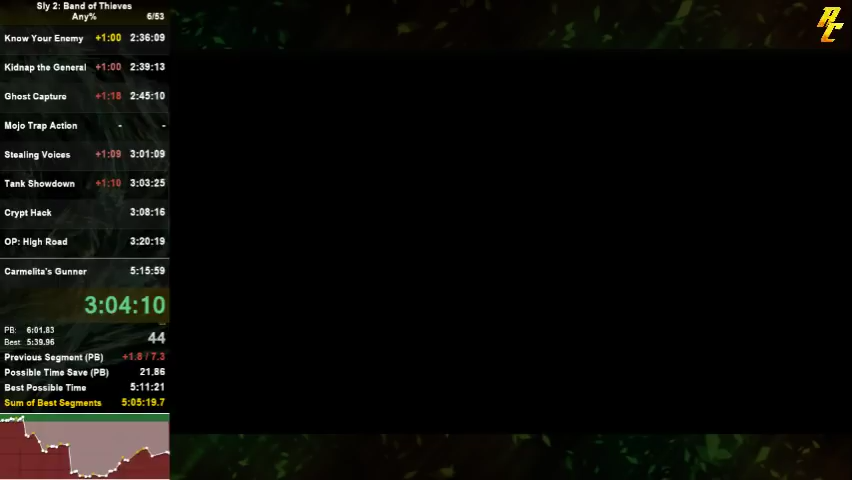 Sly 2: Band of Thieves
Any% 6/53
Know Your Enemy +1:00 2:36:09
Kidnap the General +1:00 2:39:13
Ghost Capture +1:18 2:45:10
Mojo Trap Action - -
Stealing Voices +1:09 3:01:09
Tank Showdown +1:10 3:03:25
Crypt Hack 3:08:16
OP: High Road 3:20:19
Carmelita's Gunner 5:15:59
3:04:10
PB: 6:01.83
Best: 5:39.96
44
Previous Segment (PB) +1.8 / 7.3
Possible Time Save (PB) 21.86
Best Possible Time 5:11:21
Sum of Best Segments 5:05:19.7